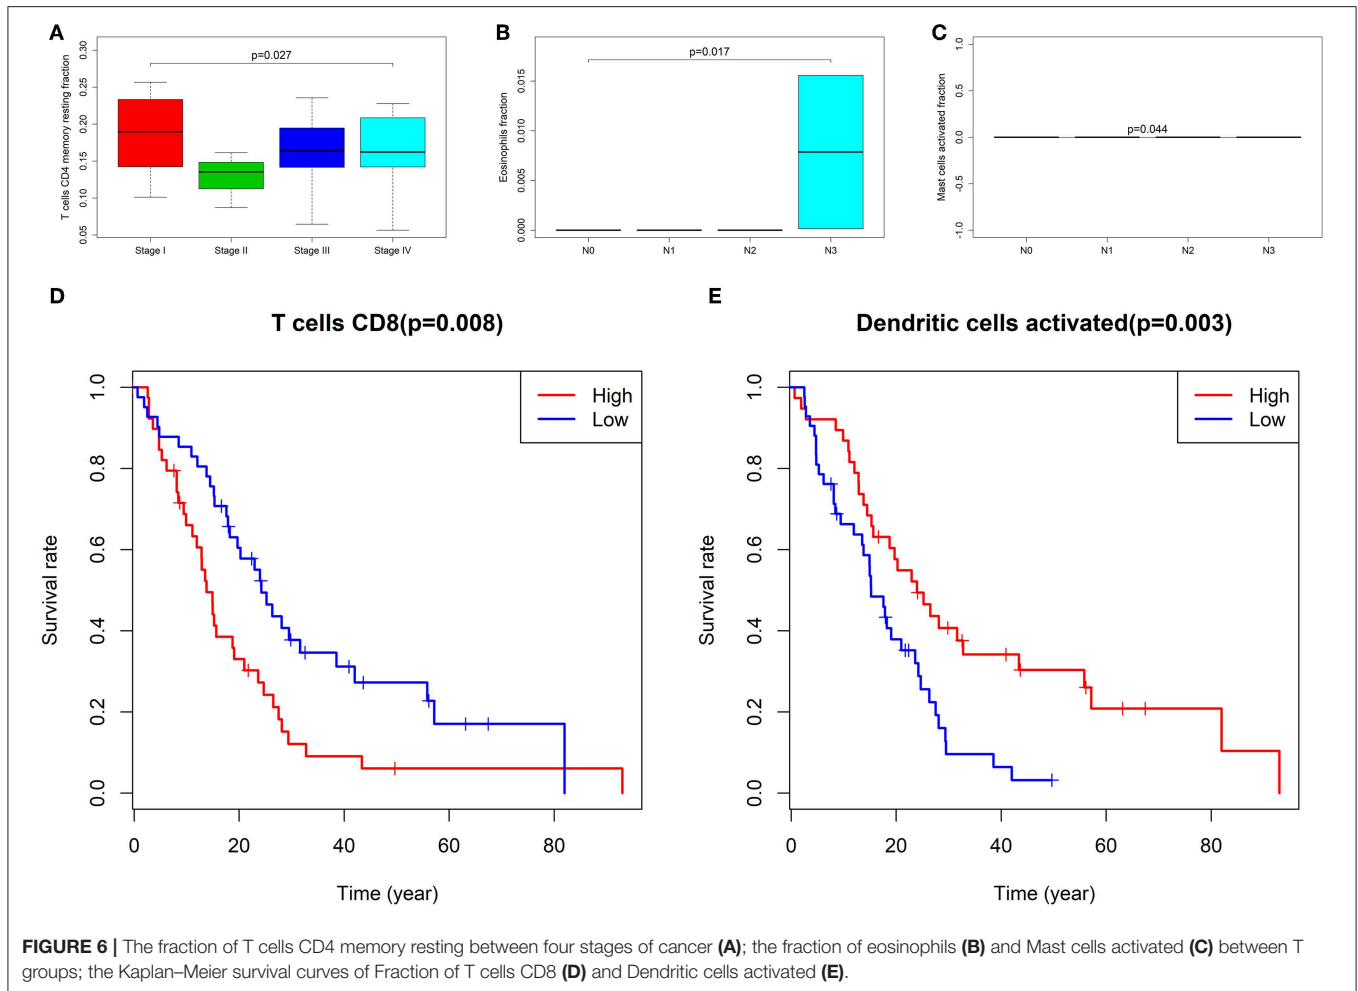 A
p=0.027
T cells CD4 memory resting fraction
0.30
0.25
0.20
0.15
0.10
0.05
Stage I Stage II Stage III Stage IV
B
p=0.017
Eosinophils fraction
0.015
0.010
0.005
0.000
N0 N1 N2 N3
C
p=0.044
Mast cells activated fraction
1.0
0.5
0.0
-0.5
-1.0
N0 N1 N2 N3
D
T cells CD8(p=0.008)
High
Low
Survival rate
1.0
0.8
0.6
0.4
0.2
0.0
0 20 40 60 80
Time (year)
E
Dendritic cells activated(p=0.003)
High
Low
Survival rate
1.0
0.8
0.6
0.4
0.2
0.0
0 20 40 60 80
Time (year)
FIGURE 6 | The fraction of T cells CD4 memory resting between four stages of cancer (A); the fraction of eosinophils (B) and Mast cells activated (C) between T
groups; the Kaplan–Meier survival curves of Fraction of T cells CD8 (D) and Dendritic cells activated (E).